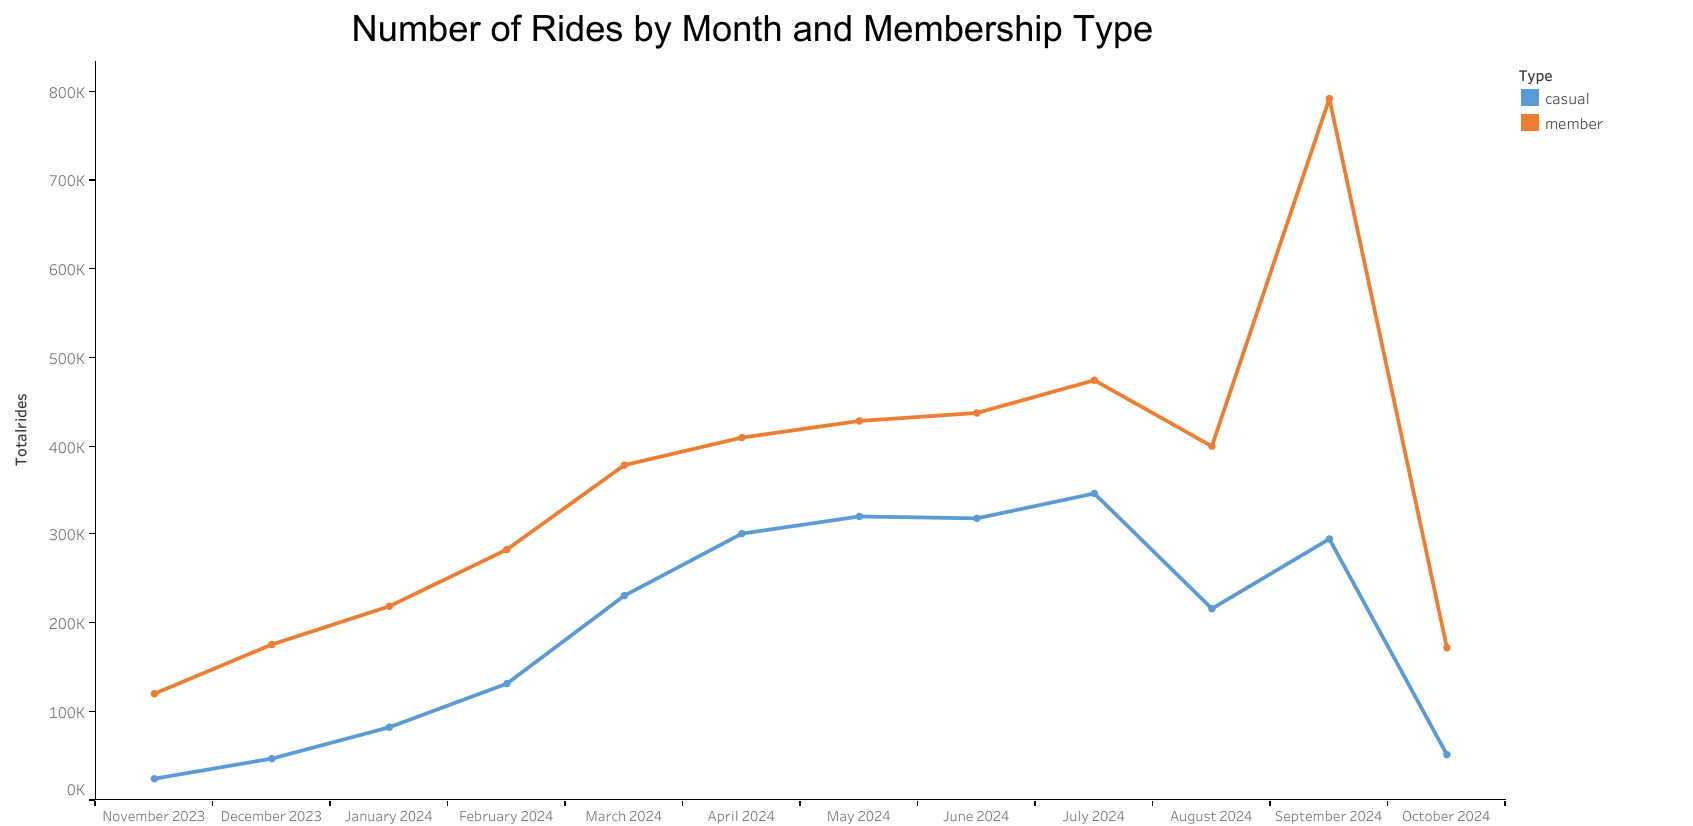 Number of Rides by Month and Membership Type
Type
casual
member
800K
700K
600K
500K
400K
300K
200K
100K
0K
Totalrides
November 2023
December 2023
January 2024
February 2024
March 2024
April 2024
May 2024
June 2024
July 2024
August 2024
September 2024
October 2024